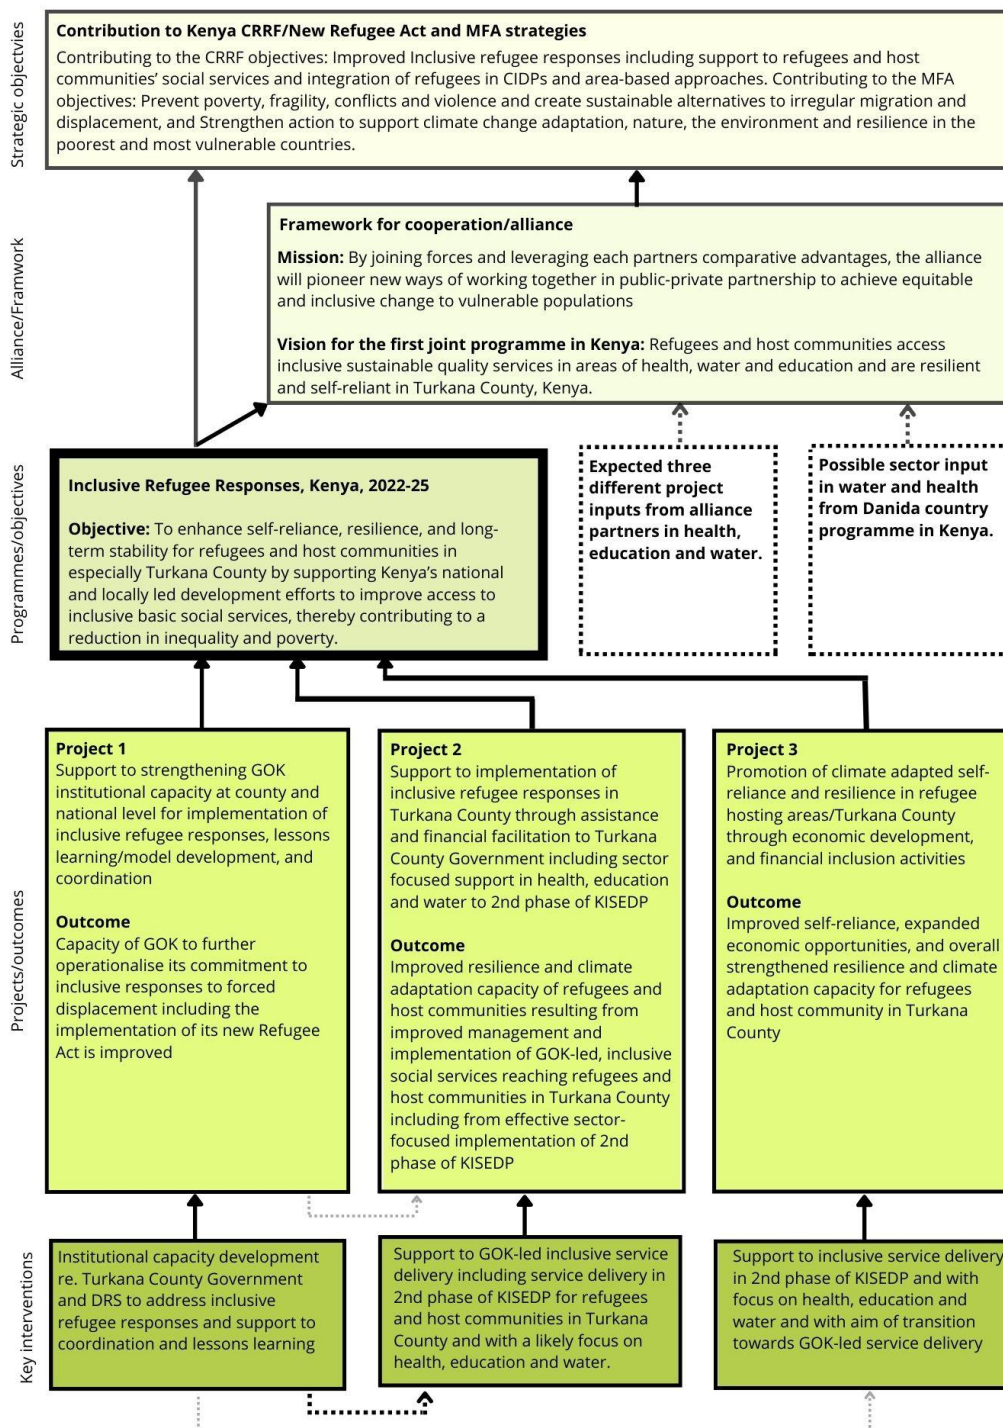 Strategic objectvies
Contribution to Kenya CRRF/New Refugee Act and MFA strategies
Contributing to the CRRF objectives: Improved Inclusive refugee responses including support to refugees and host
communities’ social services and integration of refugees in CIDPs and area-based approaches. Contributing to the MFA
objectives: Prevent poverty, fragility, conflicts and violence and create sustainable alternatives to irregular migration and
displacement, and Strengthen action to support climate change adaptation, nature, the environment and resilience in the
poorest and most vulnerable countries.
Alliance/Framwork
Framework for cooperation/alliance
Mission: By joining forces and leveraging each partners comparative advantages, the alliance
will pioneer new ways of working together in public-private partnership to achieve equitable
and inclusive change to vulnerable populations
Vision for the first joint programme in Kenya: Refugees and host communities access
inclusive sustainable quality services in areas of health, water and education and are resilient
and self-reliant in Turkana County, Kenya.
Programmes/objectives
Inclusive Refugee Responses, Kenya, 2022-25
Objective: To enhance self-reliance, resilience, and long-
term stability for refugees and host communities in
especially Turkana County by supporting Kenya’s national
and locally led development efforts to improve access to
inclusive basic social services, thereby contributing to a
reduction in inequality and poverty.
Expected three
different project
inputs from alliance
partners in health,
education and water.
Possible sector input
in water and health
from Danida country
programme in Kenya.
Projects/outcomes
Project 1
Support to strengthening GOK
institutional capacity at county and
national level for implementation of
inclusive refugee responses, lessons
learning/model development, and
coordination
Outcome
Capacity of GOK to further
operationalise its commitment to
inclusive responses to forced
displacement including the
implementation of its new Refugee
Act is improved
Project 2
Support to implementation of
inclusive refugee responses in
Turkana County through assistance
and financial facilitation to Turkana
County Government including sector
focused support in health, education
and water to 2nd phase of KISEDP
Outcome
Improved resilience and climate
adaptation capacity of refugees and
host communities resulting from
improved management and
implementation of GOK-led, inclusive
social services reaching refugees and
host communities in Turkana County
including from effective sector-
focused implementation of 2nd
phase of KISEDP
Project 3
Promotion of climate adapted self-
reliance and resilience in refugee
hosting areas/Turkana County
through economic development,
and financial inclusion activities
Outcome
Improved self-reliance, expanded
economic opportunities, and overall
strengthened resilience and climate
adaptation capacity for refugees
and host community in Turkana
County
Key interventions
Institutional capacity development
re. Turkana County Government
and DRS to address inclusive
refugee responses and support to
coordination and lessons learning
Support to GOK-led inclusive service
delivery including service delivery in
2nd phase of KISEDP for refugees
and host communities in Turkana
County and with a likely focus on
health, education and water.
Support to inclusive service delivery
in 2nd phase of KISEDP and with
focus on health, education and
water and with aim of transition
towards GOK-led service delivery